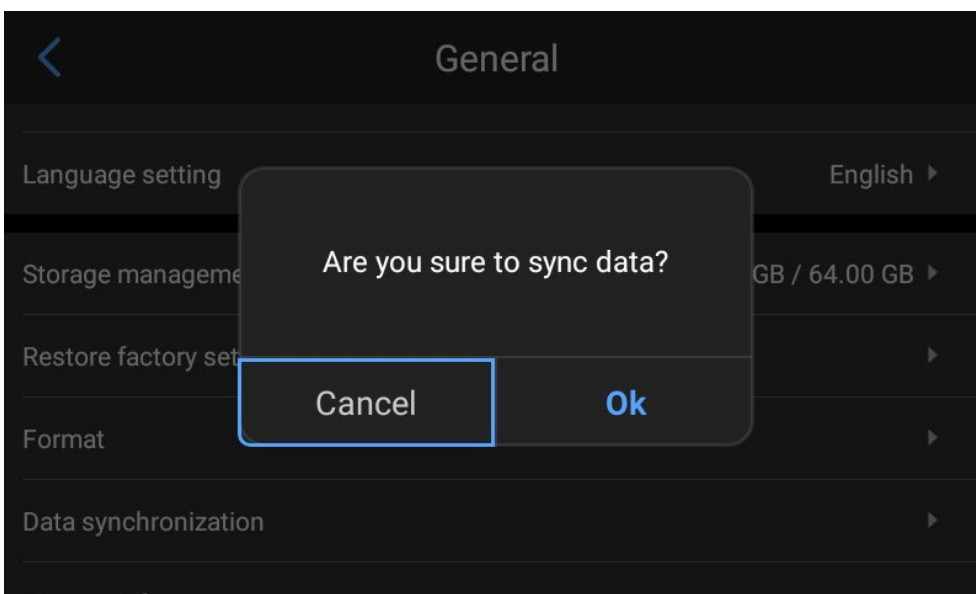 General
Language setting English
Are you sure to sync data?
Storage manageme GB / 64.00 GB
Restore factory set
Cancel Ok
Format
Data synchronization